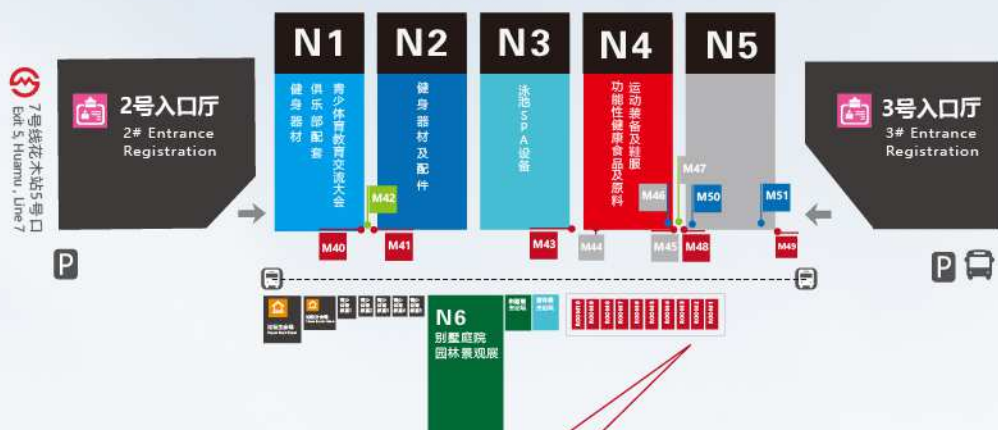 N1
N2
N3
N4
N5
7号线花木站5号口
Exit 5, Huamu, Line 7
2号入口厅
2# Entrance
Registration
3号入口厅
3# Entrance
Registration
青少体育教育交流大会
俱乐部配套
健身器材
健身器材及配件
泳池SPA设备
运动装备及鞋服
功能性健康食品及原料
M42
M40
M41
M43
M44
M46
M47
M45
M48
M50
M51
M49
P
P
N6
别墅庭院
园林景观展